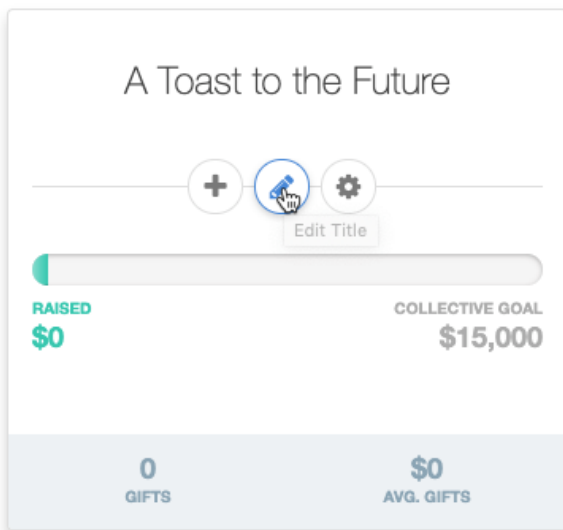 A Toast to the Future
Edit Title
RAISED
$0
COLLECTIVE GOAL
$15,000
0
GIFTS
$0
AVG. GIFTS